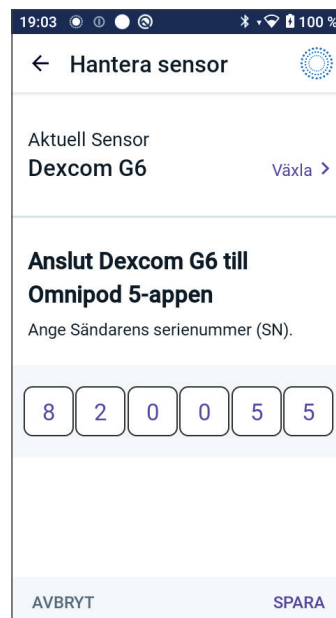 19:03 100 %
Hantera sensor
Aktuell Sensor
Dexcom G6
Växla
Anslut Dexcom G6 till
Omnipod 5-appen
Ange Sändarens serienummer (SN).
8 2 0 0 5 5
AVBRYT SPARA